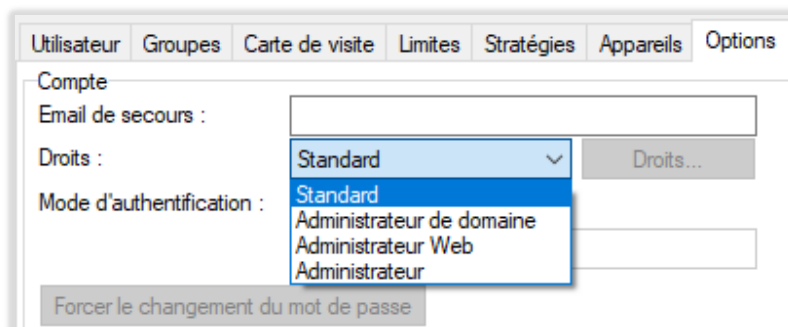 Utilisateur Groupes Carte de visite Limites Stratégies Appareils Options
Compte
Email de secours :
Droits : Standard Droits...
Standard
Mode d'authentification :
Administrateur de domaine
Administrateur Web
Administrateur
Forcer le changement du mot de passe